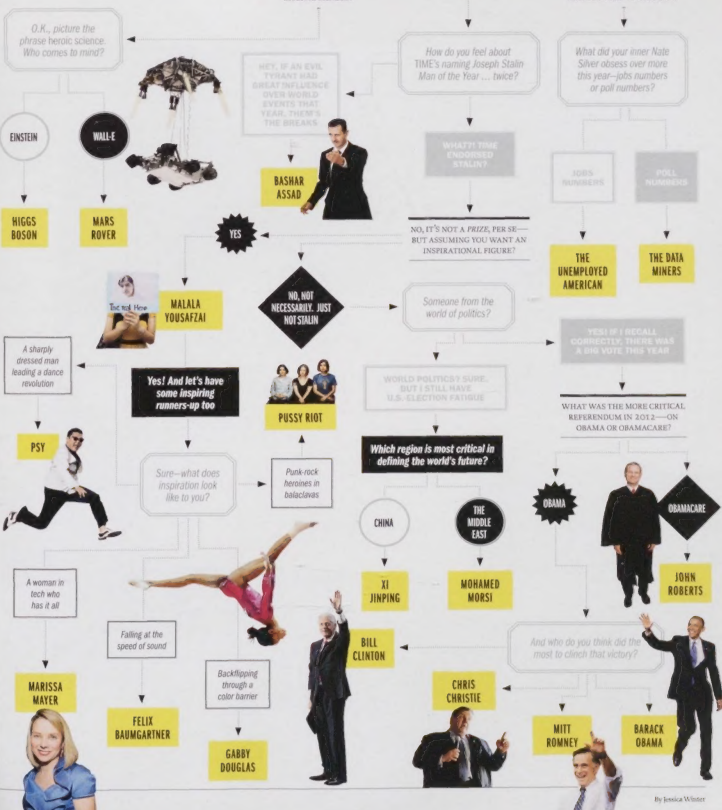 O.K., picture the
phrase heroic science.
Who comes to mind?
HEY, IF AN EVIL
TYRANT HAD
GREAT INFLUENCE
OVER WORLD
EVENTS THAT
YEAR, THEM'S
THE BREAKS
How do you feel about
TIME's naming Joseph Stalin
Man of the Year ... twice?
What did your inner Nate
Silver obsess over more
this year—jobs numbers
or poll numbers?
EINSTEIN
WALL-E
WHAT?! TIME
ENDORSED
STALIN?
JOBS
NUMBERS
POLL
NUMBERS
BASHAR
ASSAD
HIGGS
BOSON
MARS
ROVER
YES
NO, IT'S NOT A PRIZE, PER SE—
BUT ASSUMING YOU WANT AN
INSPIRATIONAL FIGURE?
THE
UNEMPLOYED
AMERICAN
THE DATA
MINERS
MALALA
YOUSAFZAI
NO, NOT
NECESSARILY. JUST
NOT STALIN
Someone from the
world of politics?
YES! IF I RECALL
CORRECTLY, THERE WAS
A BIG VOTE THIS YEAR
A sharply
dressed man
leading a dance
revolution
Yes! And let's have
some inspiring
runners-up too
PUSSY RIOT
WORLD POLITICS? SURE.
BUT I STILL HAVE
U.S.-ELECTION FATIGUE
WHAT WAS THE MORE CRITICAL
REFERENDUM IN 2012—ON
OBAMA OR OBAMACARE?
PSY
Sure—what does
inspiration look
like to you?
Punk-rock
heroines in
balaclavas
Which region is most critical in
defining the world's future?
CHINA
THE
MIDDLE
EAST
OBAMA
OBAMACARE
A woman in
tech who
has it all
XI
JINPING
MOHAMED
MORSI
JOHN
ROBERTS
Falling at the
speed of sound
Backflipping
through a
color barrier
BILL
CLINTON
And who do you think did the
most to clinch that victory?
MARISSA
MAYER
FELIX
BAUMGARTNER
GABBY
DOUGLAS
CHRIS
CHRISTIE
MITT
ROMNEY
BARACK
OBAMA
By Jessica Winter